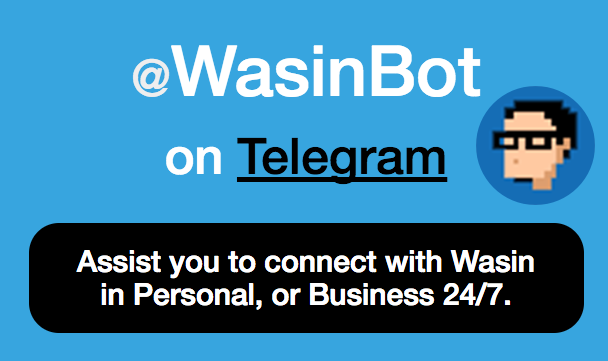 @WasinBot
on Telegram
Assist you to connect with Wasin
in Personal, or Business 24/7.